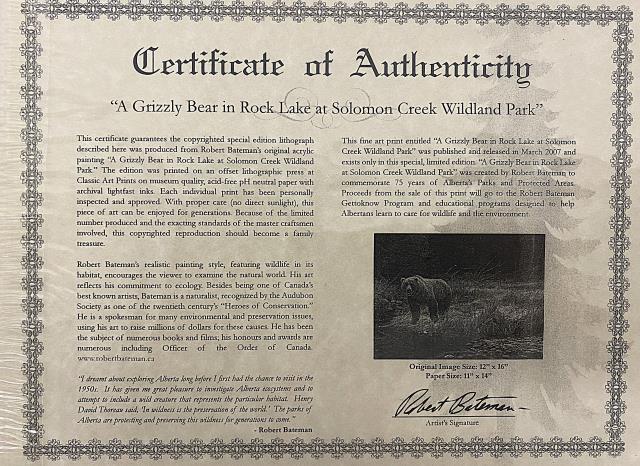 Certificate of Authenticity
“A Grizzly Bear in Rock Lake at Solomon Creek Wildland Park”
This certificate guarantees the copyrighted special edition lithograph
described here was produced from Robert Bateman's original acrylic
painting “A Grizzly Bear in Rock Lake at Solomon Creek Wildland
Park.” The edition was printed on an offset lithographic press at
Classic Art Prints on museum quality, acid-free pH neutral paper with
archival lightfast inks. Each individual print has been personally
inspected and approved. With proper care (no direct sunlight), this
piece of art can be enjoyed for generations. Because of the limited
number produced and the exacting standards of the master craftsmen
involved, this copyrighted reproduction should become a family
treasure.
Robert Bateman's realistic painting style, featuring wildlife in its
habitat, encourages the viewer to examine the natural world. His art
reflects his commitment to ecology. Besides being one of Canada's
best known artists, Bateman is a naturalist, recognized by the Audubon
Society as one of the twentieth century's “Heroes of Conservation.”
He is a spokesman for many environmental and preservation issues,
using his art to raise millions of dollars for these causes. He has been
the subject of numerous books and films; his honours and awards are
numerous including Officer of the Order of Canada.
www.robertbateman.ca
“I dreamt about exploring Alberta long before I first had the chance to visit in the
1950s. It has given me great pleasure to investigate Alberta ecosystems and to
attempt to include a wild creature that represents the particular habitat. Henry
David Thoreau said, ‘In wildness is the preservation of the world.’ The parks of
Alberta are protecting and preserving this wildness for generations to come.”
- Robert Bateman
This fine art print entitled “A Grizzly Bear in Rock Lake at Solomon
Creek Wildland Park” was published and released in March 2007 and
exists only in this special, limited edition. “A Grizzly Bear in Rock Lake
at Solomon Creek Wildland Park” was created by Robert Bateman to
commemorate 75 years of Alberta's Parks and Protected Areas.
Proceeds from the sale of this print will go to the Robert Bateman
Gettoknow Program and educational programs designed to help
Albertans learn to care for wildlife and the environment.
Original Image Size: 12" x 16"
Paper Size: 11" x 14"
Robert Bateman
Artist's Signature